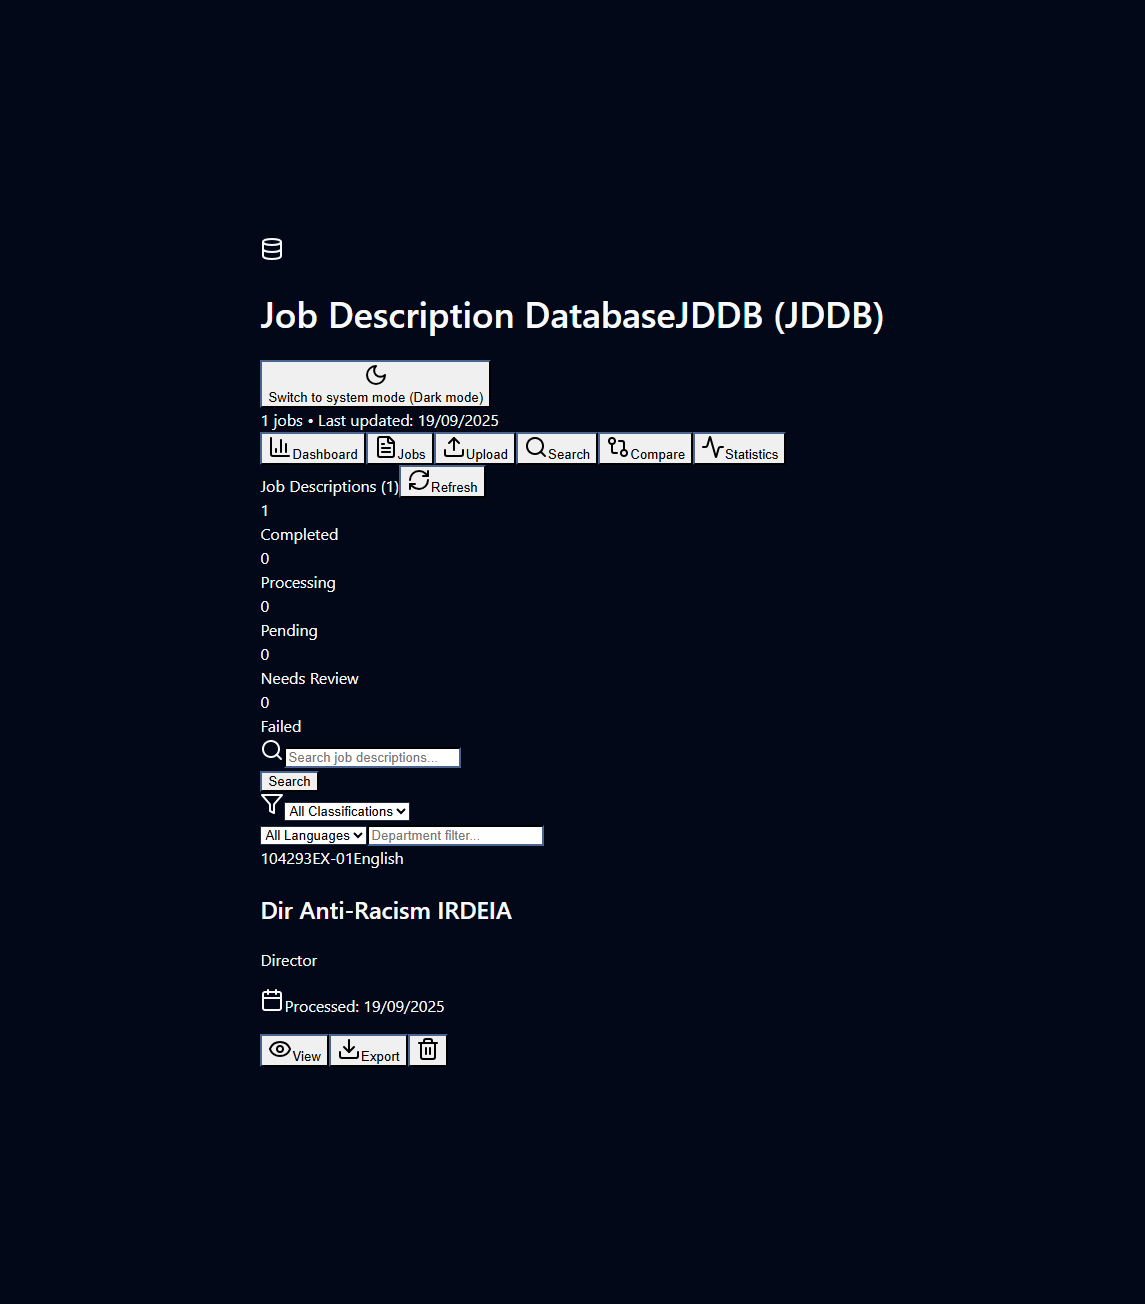 Job Description DatabaseJDDB (JDDB)
Switch to system mode (Dark mode)
1 jobs • Last updated: 19/09/2025
Dashboard Jobs Upload Search Compare Statistics
Job Descriptions (1) Refresh
1
Completed
0
Processing
0
Pending
0
Needs Review
0
Failed
Search job descriptions...
Search
All Classifications
All Languages Department filter...
104293EX-01English
Dir Anti-Racism IRDEIA
Director
Processed: 19/09/2025
View Export